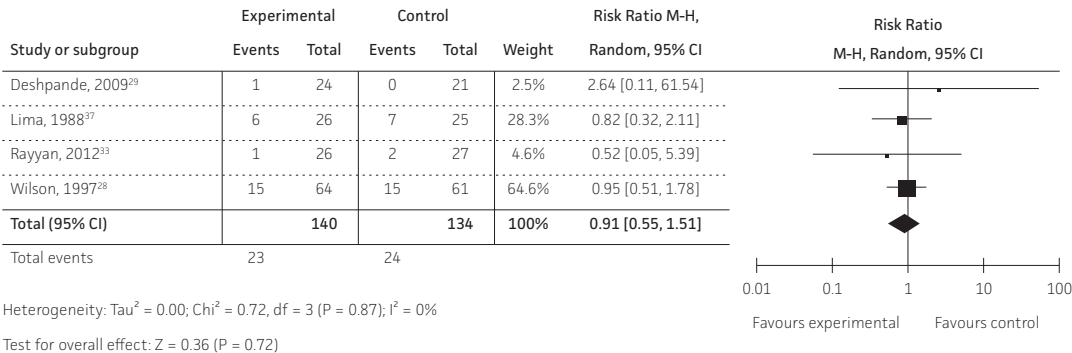 Experimental Control Risk Ratio M-H, Risk Ratio
Study or subgroup Events Total Events Total Weight Random, 95% CI M-H, Random, 95% CI
Deshpande, 2009²⁹ 1 24 0 21 2.5% 2.64 [0.11, 61.54]
Lima, 1988³⁷ 6 26 7 25 28.3% 0.82 [0.32, 2.11]
Rayyan, 2012³³ 1 26 2 27 4.6% 0.52 [0.05, 5.39]
Wilson, 1997²⁸ 15 64 15 61 64.6% 0.95 [0.51, 1.78]
Total (95% CI) 140 134 100% 0.91 [0.55, 1.51]
Total events 23 24
0.01 0.1 1 10 100
Favours experimental Favours control
Heterogeneity: Tau² = 0.00; Chi² = 0.72, df = 3 (P = 0.87); I² = 0%
Test for overall effect: Z = 0.36 (P = 0.72)